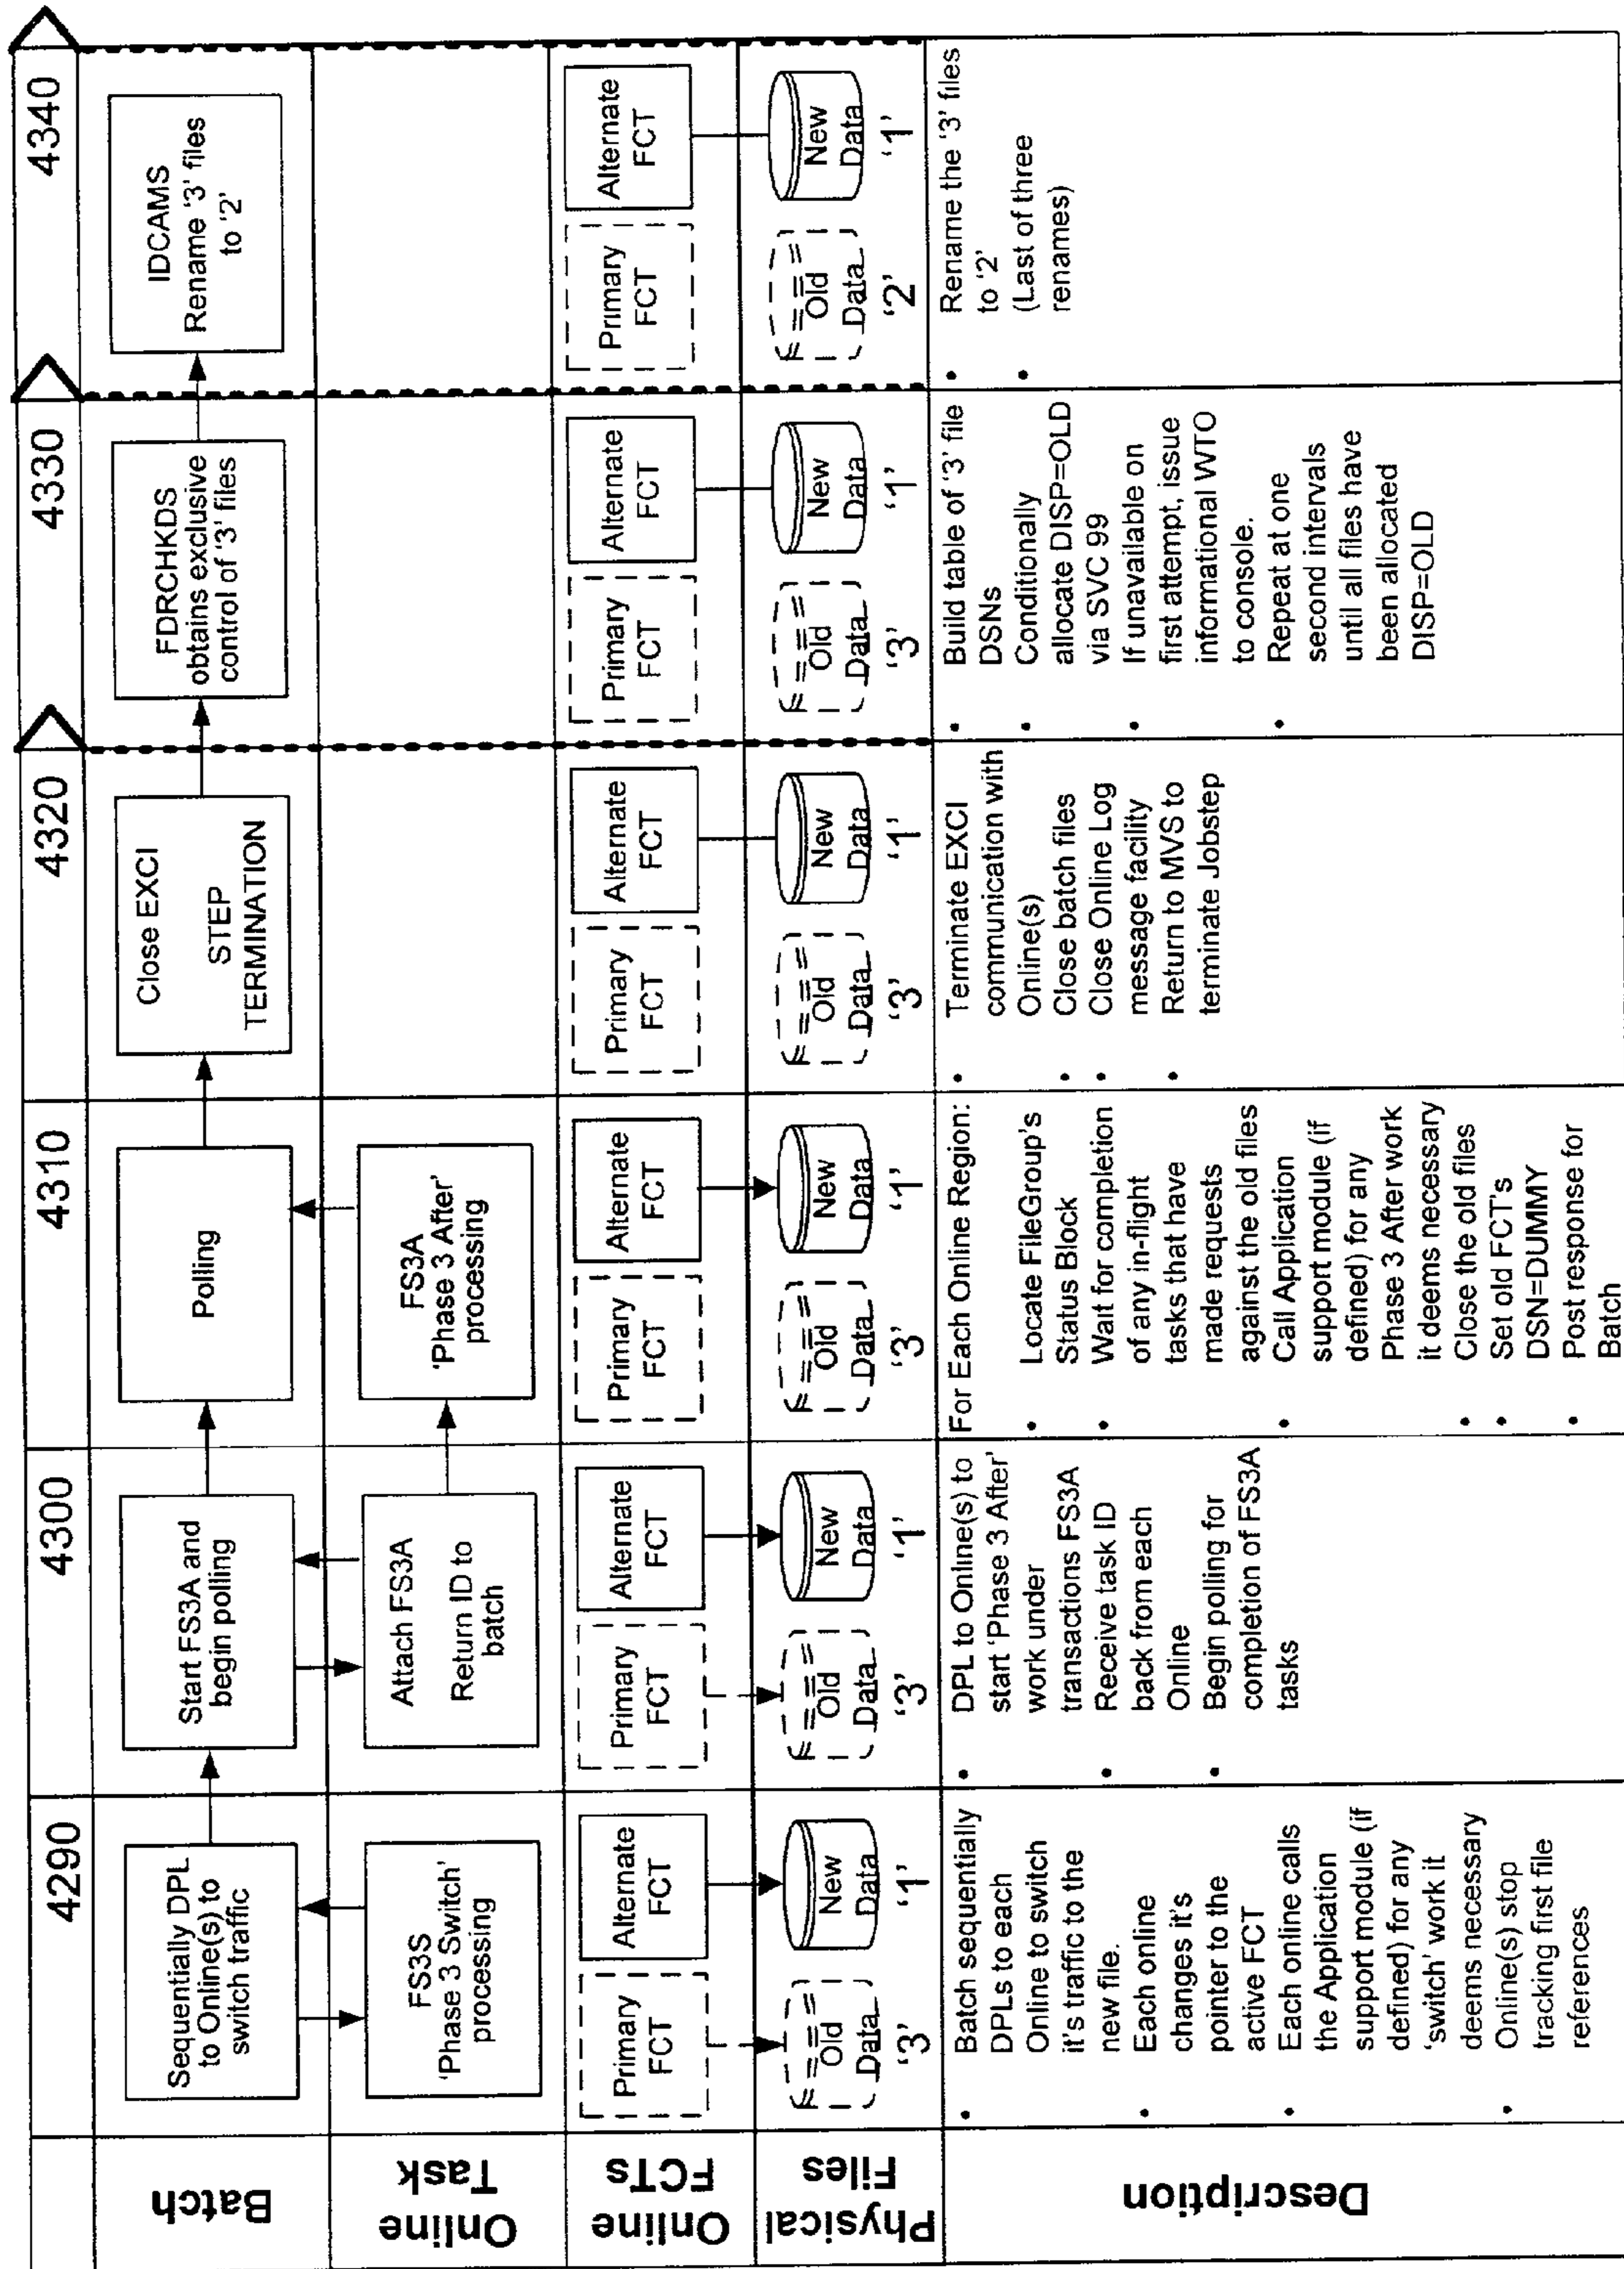 4290
4300
4310
4320
4330
4340
Batch
Sequentially DPL
to Online(s) to
switch traffic
Start FS3A and
begin polling
Polling
Close EXCI
STEP
TERMINATION
FDRCHKDS
obtains exclusive
control of '3' files
IDCAMS
Rename '3' files
to '2'
Online
Task
FS3S
'Phase 3 Switch'
processing
Attach FS3A
Return ID to
batch
FS3A
'Phase 3 After'
processing
Online
FCTs
Primary
FCT
Alternate
FCT
Primary
FCT
Alternate
FCT
Primary
FCT
Alternate
FCT
Primary
FCT
Alternate
FCT
Primary
FCT
Alternate
FCT
Primary
FCT
Alternate
FCT
Physical
Files
Old
Data
'3'
New
Data
'1'
Old
Data
'3'
New
Data
'1'
Old
Data
'3'
New
Data
'1'
Old
Data
'3'
New
Data
'1'
Old
Data
'3'
New
Data
'1'
Old
Data
'2'
New
Data
'1'
Description
• Batch sequentially
DPLs to each
Online to switch
it's traffic to the
new file.
• Each online
changes it's
pointer to the
active FCT
• Each online calls
the Application
support module (if
defined) for any
'switch' work it
deems necessary
• Online(s) stop
tracking first file
references
• DPL to Online(s) to
start 'Phase 3 After'
work under
transactions FS3A
• Receive task ID
back from each
Online
• Begin polling for
completion of FS3A
tasks
For Each Online Region:
• Locate FileGroup's
Status Block
• Wait for completion
of any in-flight
tasks that have
made requests
against the old files
• Call Application
support module (if
defined) for any
Phase 3 After work
it deems necessary
• Close the old files
• Set old FCT's
DSN=DUMMY
• Post response for
Batch
• Terminate EXCI
communication with
Online(s)
• Close batch files
• Close Online Log
message facility
• Return to MVS to
terminate Jobstep
• Build table of '3' file
DSNs
• Conditionally
allocate DISP=OLD
via SVC 99
• If unavailable on
first attempt, issue
informational WTO
to console.
• Repeat at one
second intervals
until all files have
been allocated
DISP=OLD
• Rename the '3' files
to '2'
• (Last of three
renames)